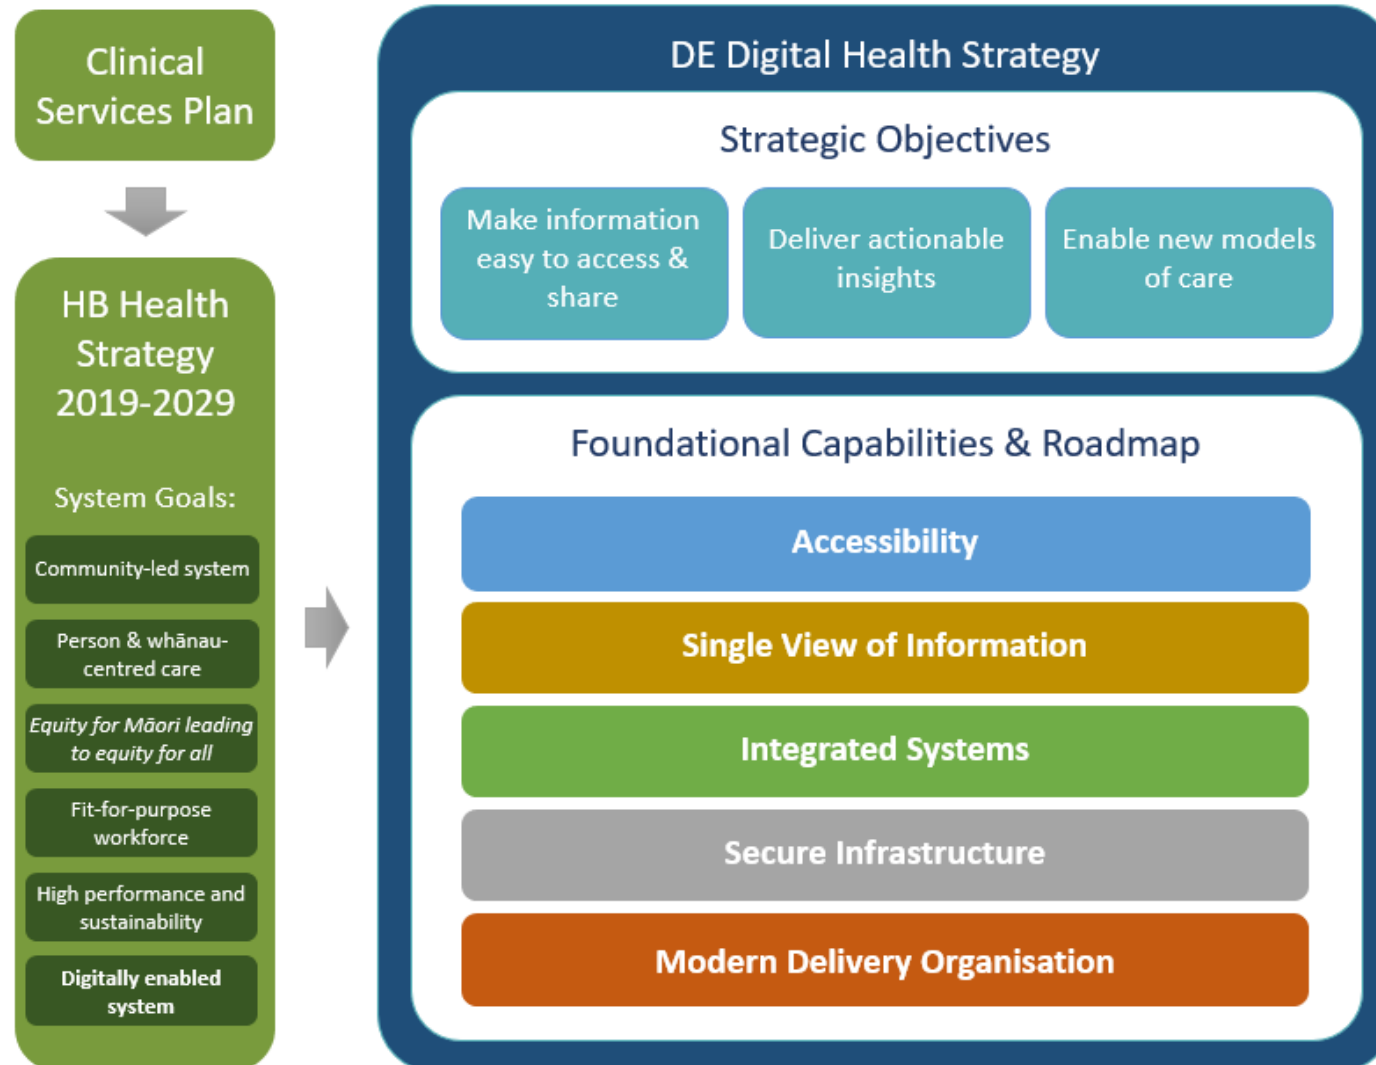 Clinical
Services Plan
HB Health
Strategy
2019-2029
System Goals:
Community-led system
Person & whānau-
centred care
Equity for Māori leading
to equity for all
Fit-for-purpose
workforce
High performance and
sustainability
Digitally enabled
system
DE Digital Health Strategy
Strategic Objectives
Make information
easy to access &
share
Deliver actionable
insights
Enable new models
of care
Foundational Capabilities & Roadmap
Accessibility
Single View of Information
Integrated Systems
Secure Infrastructure
Modern Delivery Organisation